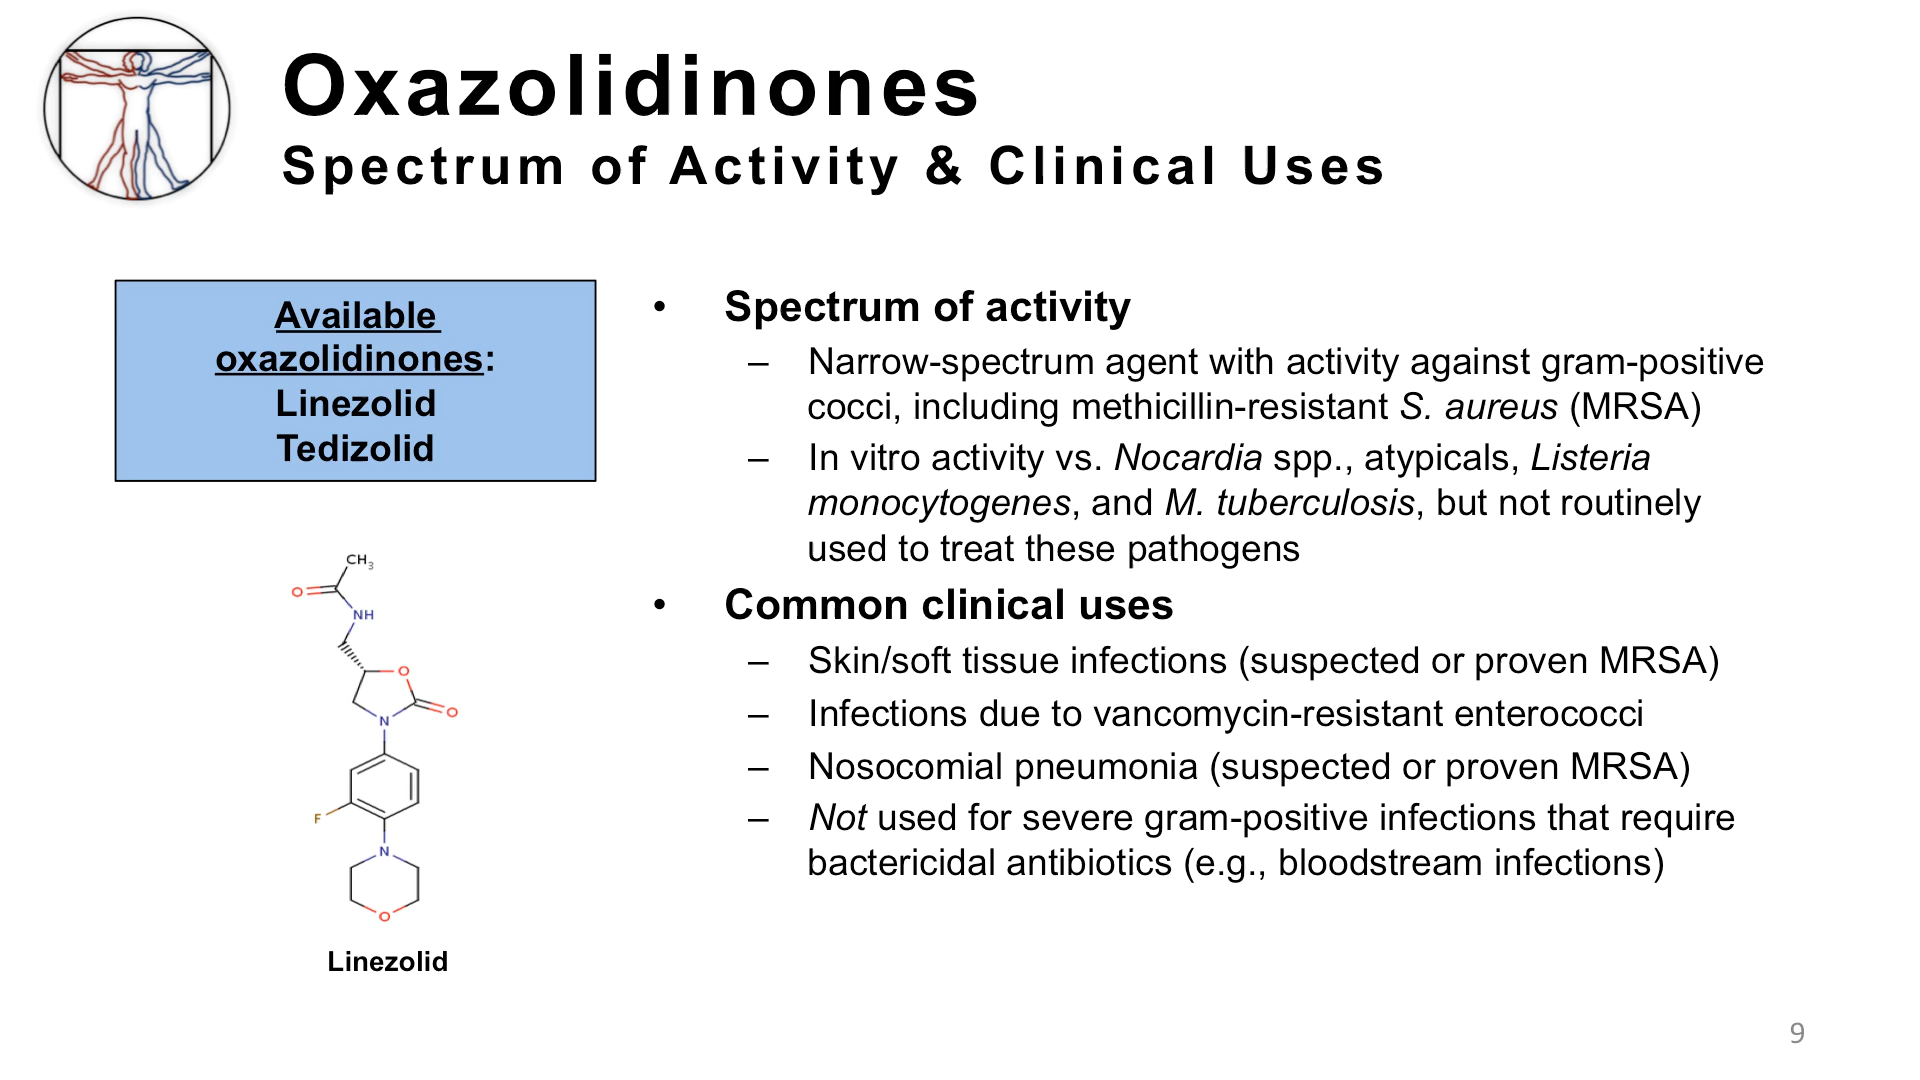 Oxazolidinones
Spectrum of Activity & Clinical Uses
Available
oxazolidinones:
Linezolid
Tedizolid
CH3
O
NH
O
O
N
F
N
O
Linezolid
• Spectrum of activity
– Narrow-spectrum agent with activity against gram-positive
cocci, including methicillin-resistant S. aureus (MRSA)
– In vitro activity vs. Nocardia spp., atypicals, Listeria
monocytogenes, and M. tuberculosis, but not routinely
used to treat these pathogens
• Common clinical uses
– Skin/soft tissue infections (suspected or proven MRSA)
– Infections due to vancomycin-resistant enterococci
– Nosocomial pneumonia (suspected or proven MRSA)
– Not used for severe gram-positive infections that require
bactericidal antibiotics (e.g., bloodstream infections)
9